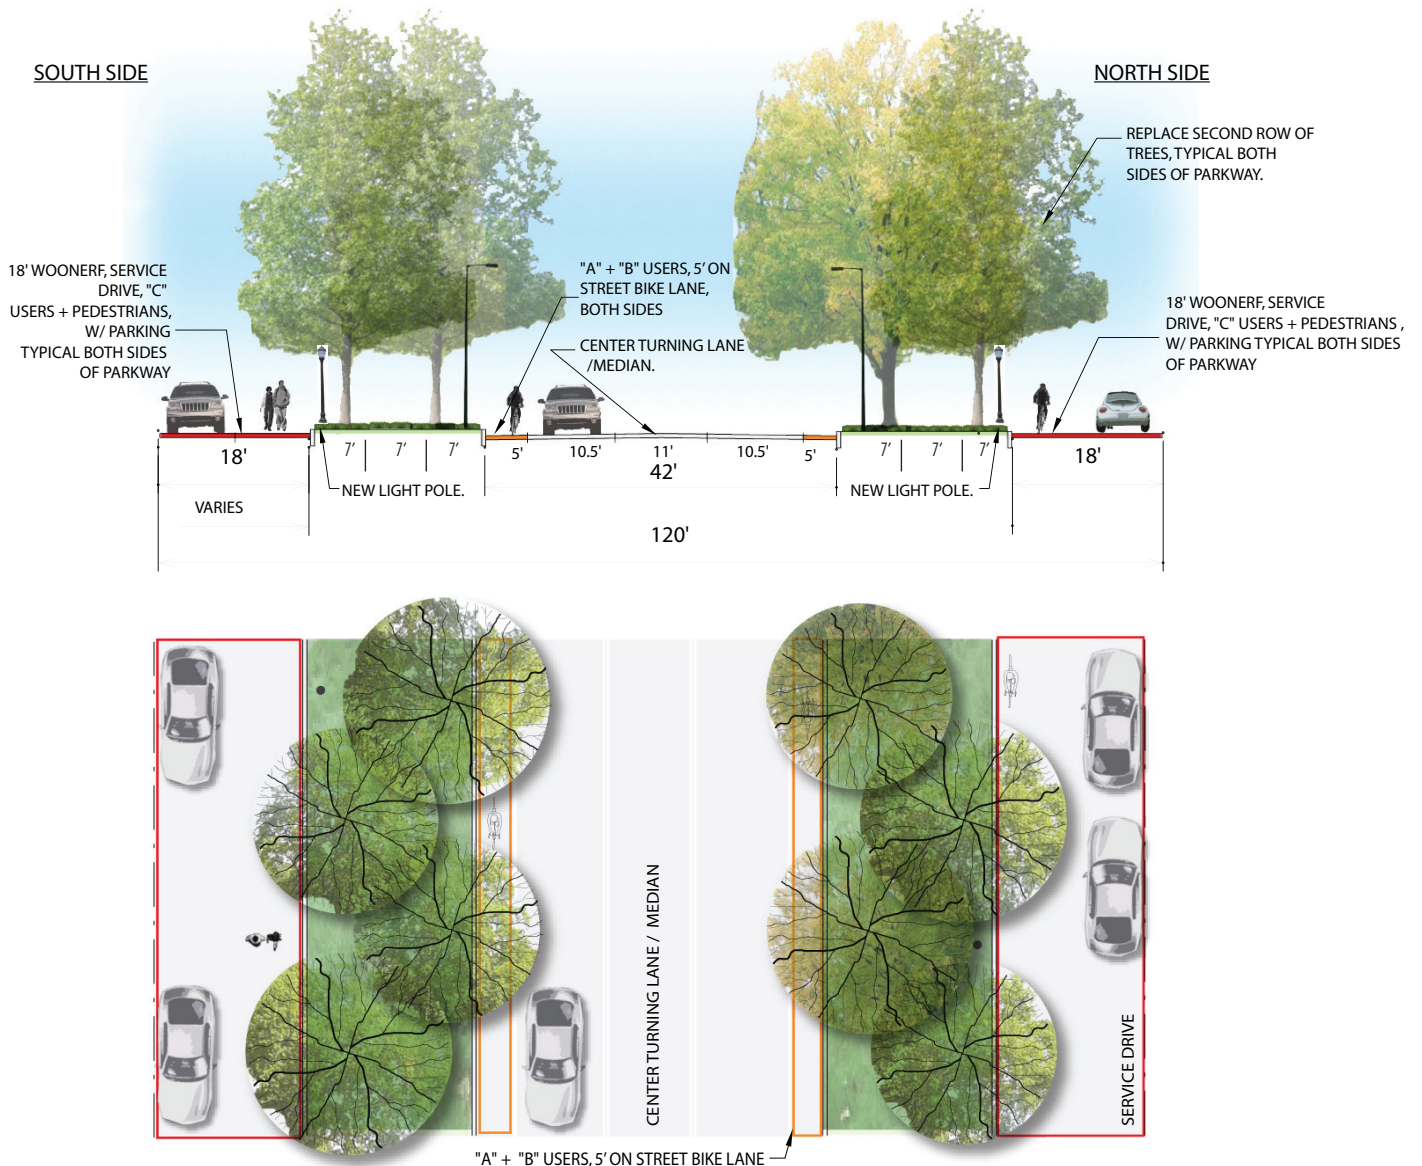 SOUTH SIDE
NORTH SIDE
REPLACE SECOND ROW OF
TREES, TYPICAL BOTH
SIDES OF PARKWAY.
18' WOONERF, SERVICE
DRIVE, "C"
USERS + PEDESTRIANS,
W/ PARKING
TYPICAL BOTH SIDES
OF PARKWAY
"A" + "B" USERS, 5' ON
STREET BIKE LANE,
BOTH SIDES
CENTER TURNING LANE
/MEDIAN.
18' WOONERF, SERVICE
DRIVE, "C" USERS + PEDESTRIANS ,
W/ PARKING TYPICAL BOTH SIDES
OF PARKWAY
18' 7' 7' 7' 5' 10.5' 11' 10.5' 5' 7' 7' 7' 18'
42'
NEW LIGHT POLE.
NEW LIGHT POLE.
VARIES
120'
CENTER TURNING LANE / MEDIAN
SERVICE DRIVE
"A" + "B" USERS, 5' ON STREET BIKE LANE